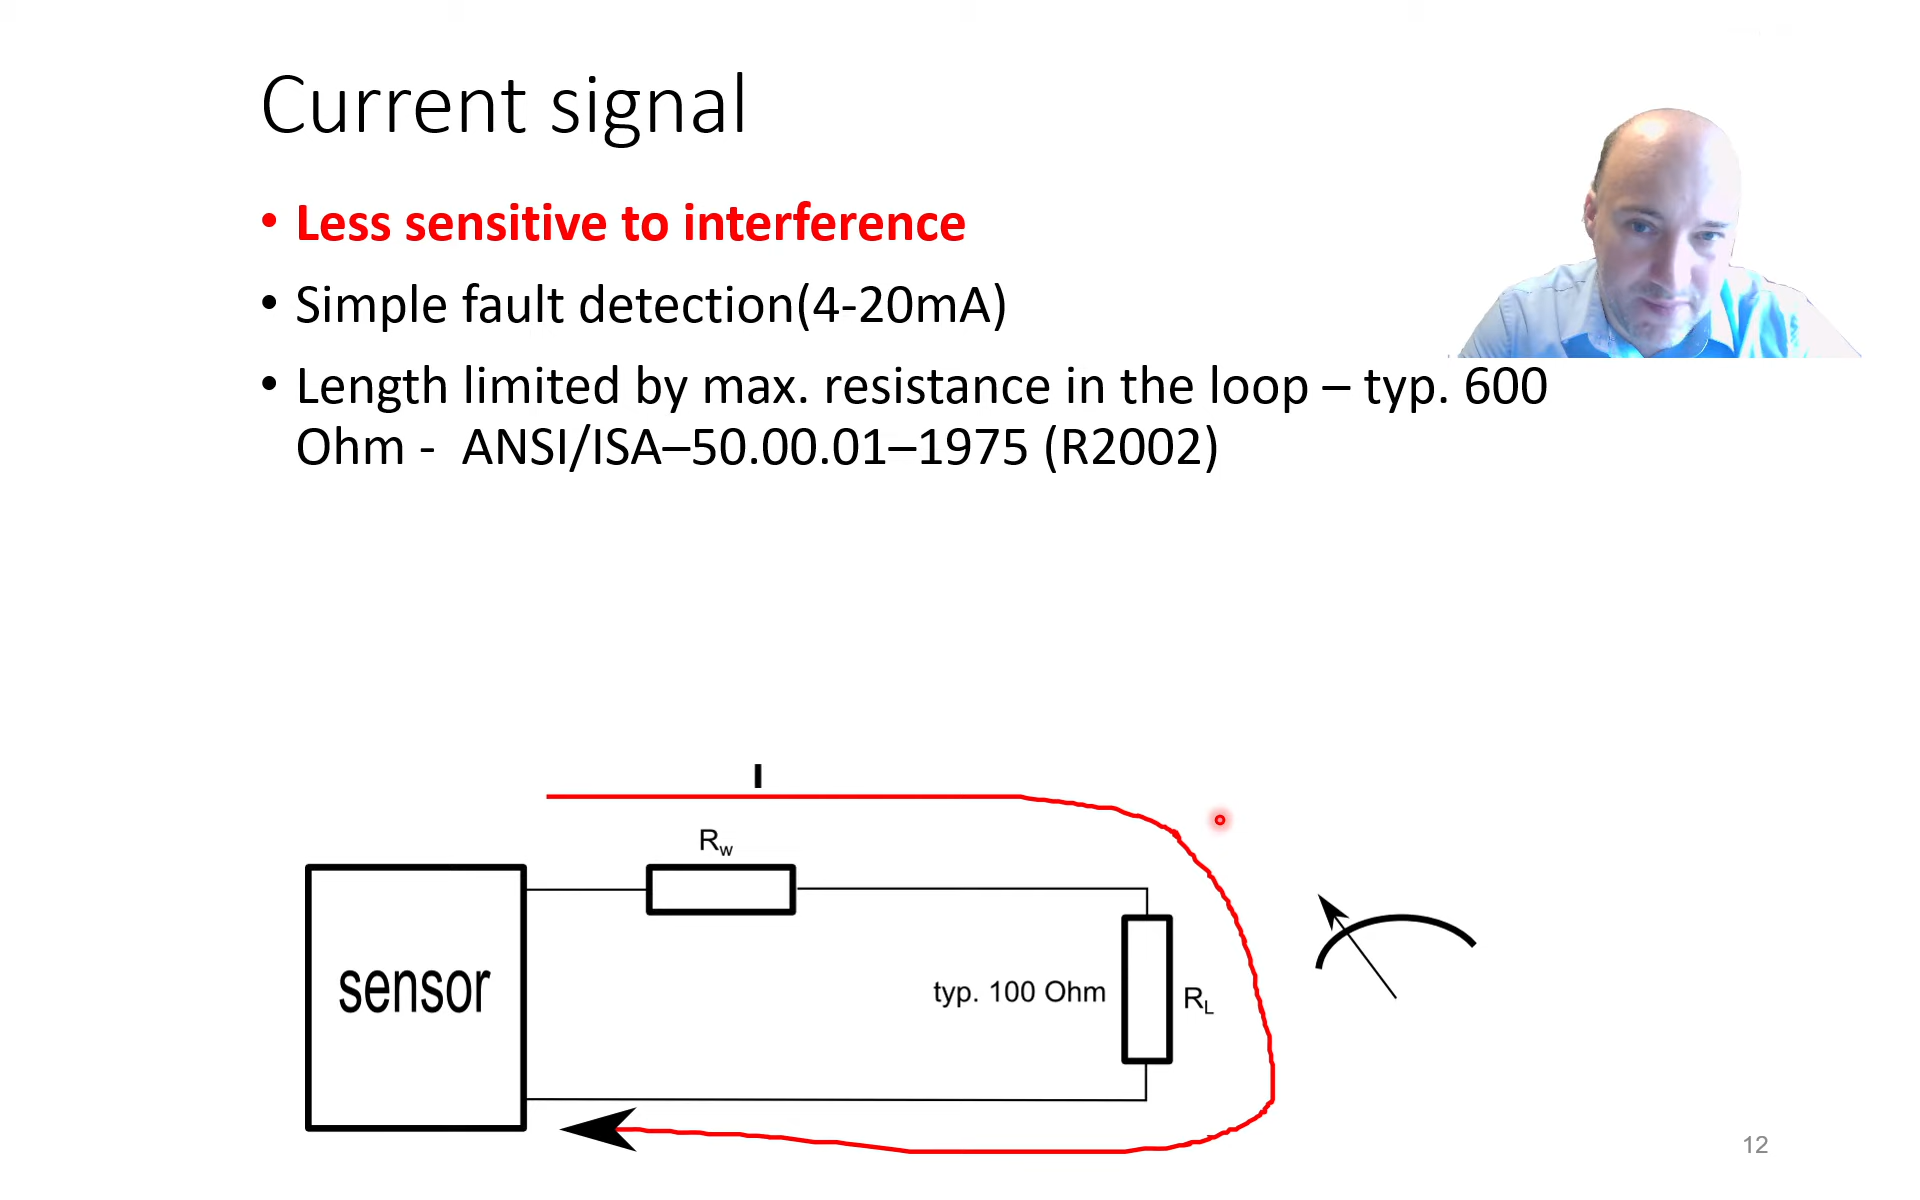 Current signal
• Less sensitive to interference
• Simple fault detection(4-20mA)
• Length limited by max. resistance in the loop – typ. 600
Ohm - ANSI/ISA–50.00.01–1975 (R2002)
I
Rw
sensor
typ. 100 Ohm
RL
12